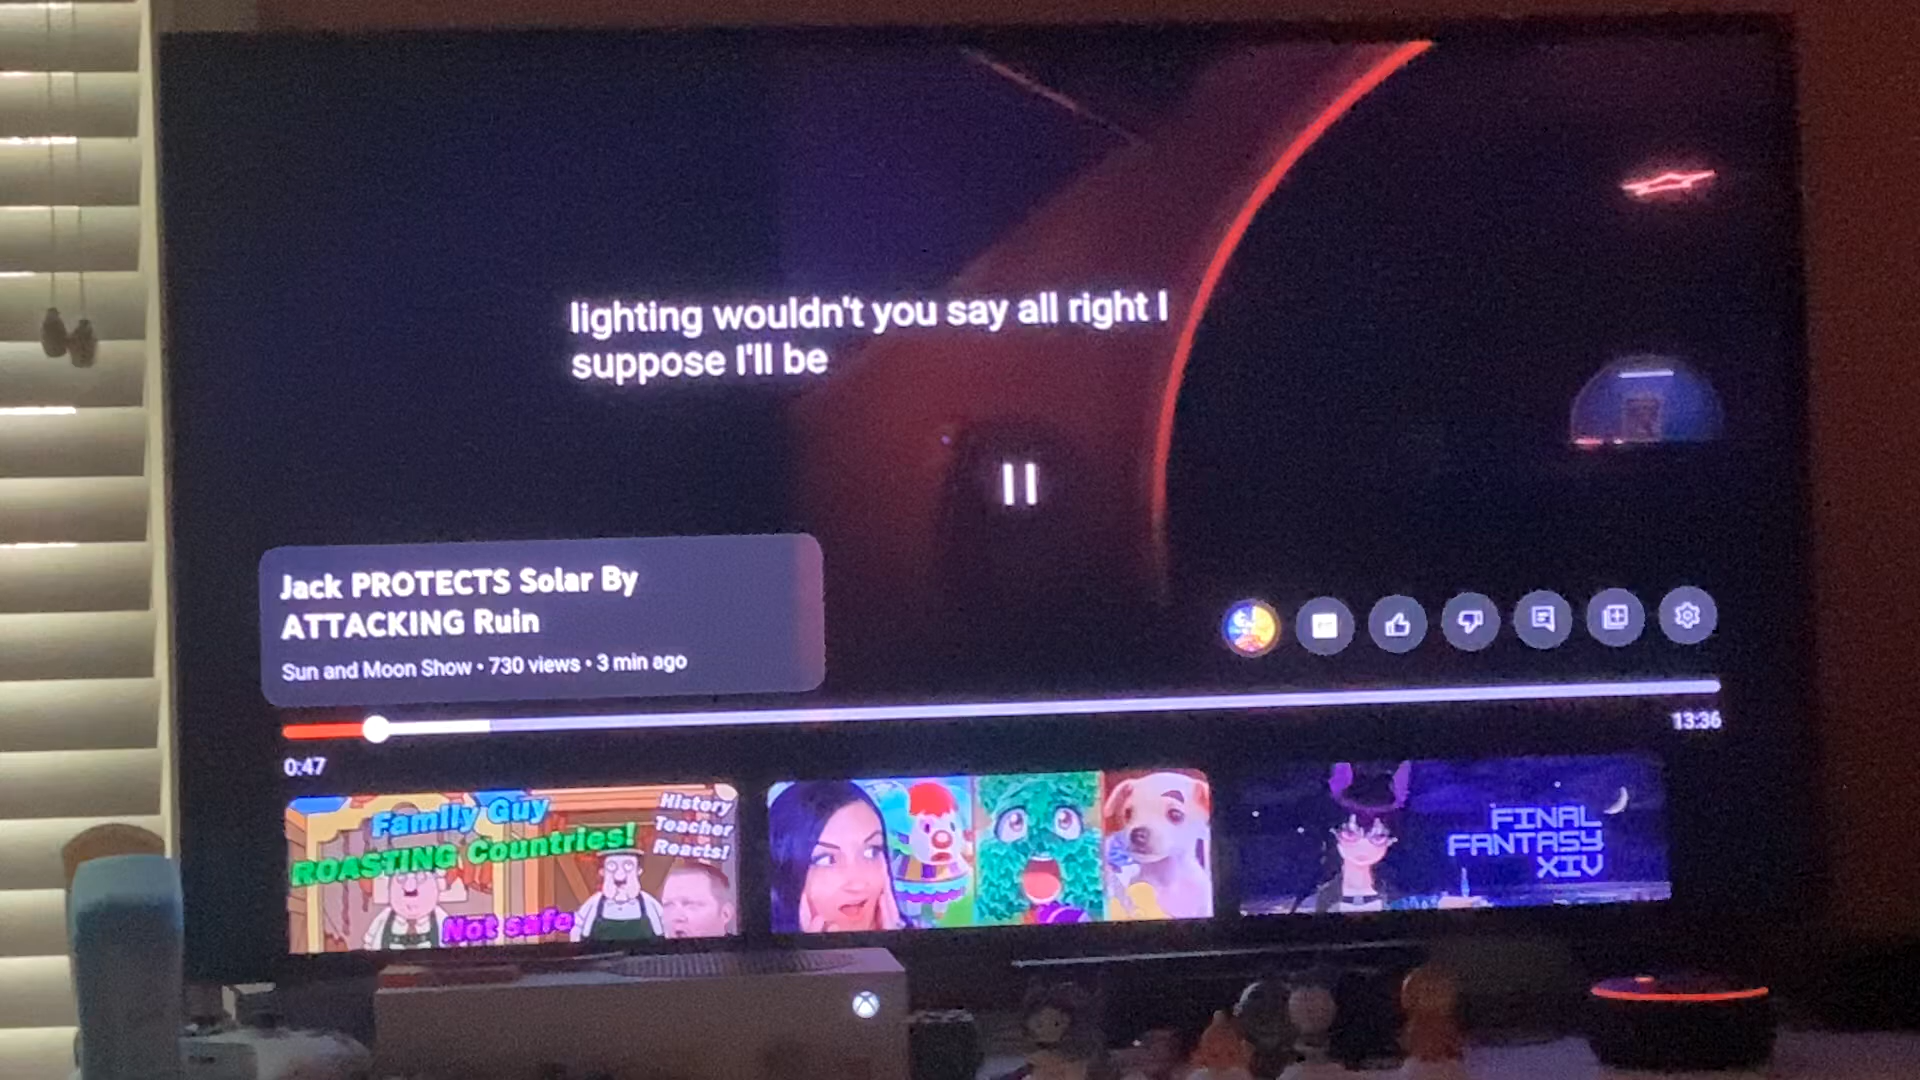 lighting wouldn't you say all right I
suppose I'll be
Jack PROTECTS Solar By
ATTACKING Ruin
Sun and Moon Show • 730 views • 3 min ago
13:36
0:47
Family Guy
ROASTING Countries!
Not safe
History
Teacher
Reacts!
FINAL
FANTASY
XIV